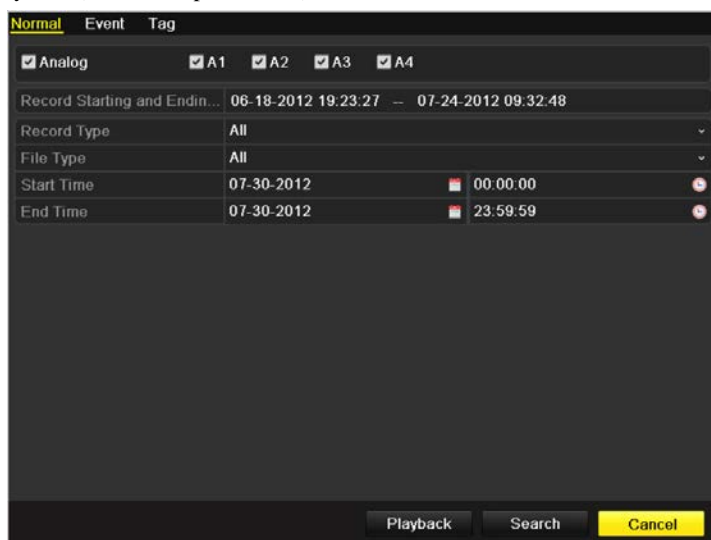 Normal Event Tag
Analog A1 A2 A3 A4
Record Starting and Endin... 06-18-2012 19:23:27 -- 07-24-2012 09:32:48
Record Type All
File Type All
Start Time 07-30-2012 00:00:00
End Time 07-30-2012 23:59:59
Playback Search Cancel